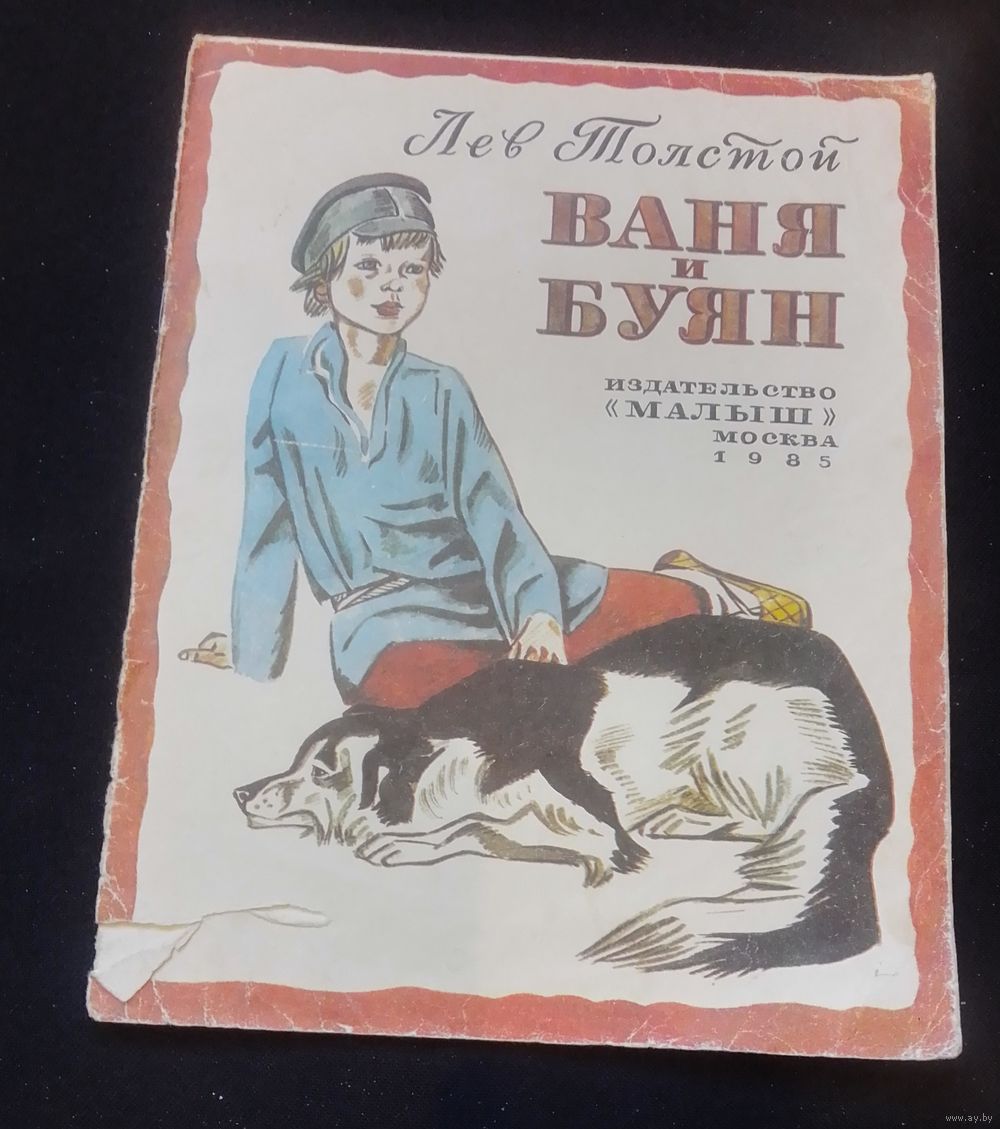 Лев Толстой
ВАНЯ
и
БУЯН
ИЗДАТЕЛЬСТВО
«МАЛЫШ»
МОСКВА
1985
www.ay.by